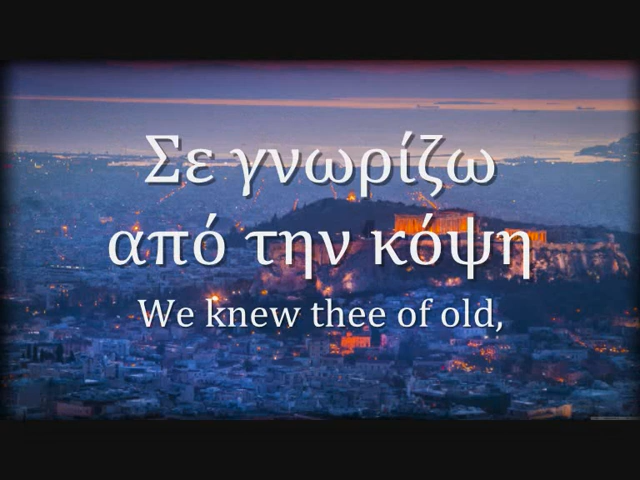 Σε γνωρίζω
από την κόψη
We knew thee of old,